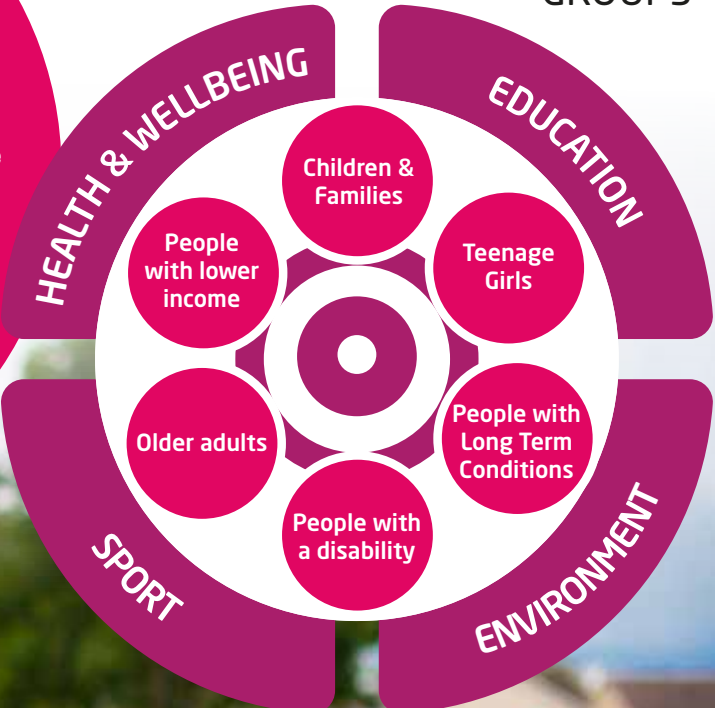 HEALTH & WELLBEING
EDUCATION
Children &
Families
Teenage
Girls
People with
Long Term
Conditions
People with
a disability
Older adults
People
with lower
income
SPORT
ENVIRONMENT